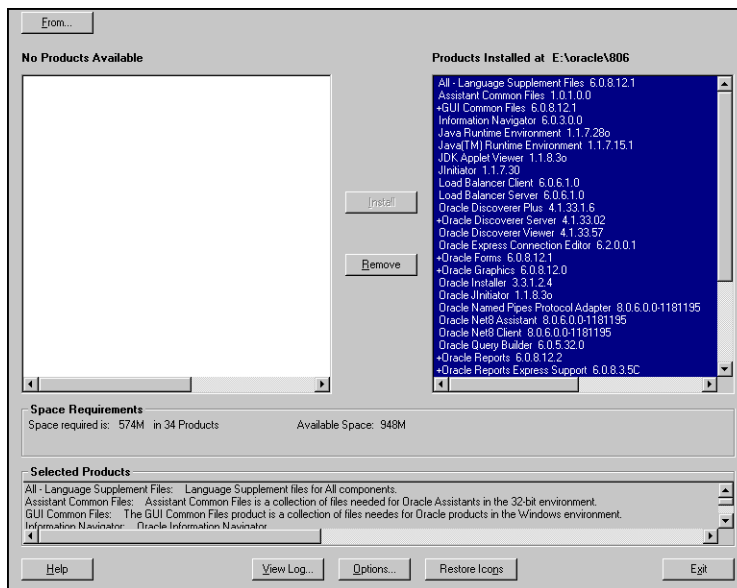 From...
No Products Available
Products Installed at E:\oracle\806
All - Language Supplement Files 6.0.8.12.1
Assistant Common Files 1.0.1.0.0
+GUI Common Files 6.0.8.12.1
Information Navigator 6.0.3.0.0
Java Runtime Environment 1.1.7.28o
Java(TM) Runtime Environment 1.1.7.15.1
JDK Applet Viewer 1.1.8.3o
JInitiator 1.1.7.30
Load Balancer Client 6.0.6.1.0
Load Balancer Server 6.0.6.1.0
Oracle Discoverer Plus 4.1.33.1.6
+Oracle Discoverer Server 4.1.33.02
Oracle Discoverer Viewer 4.1.33.57
Oracle Express Connection Editor 6.2.0.0.1
+Oracle Forms 6.0.8.12.1
+Oracle Graphics 6.0.8.12.0
Oracle Installer 3.3.1.2.4
Oracle JInitiator 1.1.8.3o
Oracle Named Pipes Protocol Adapter 8.0.6.0.0-1181195
Oracle Net8 Assistant 8.0.6.0.0-1181195
Oracle Net8 Client 8.0.6.0.0-1181195
Oracle Query Builder 6.0.5.32.0
+Oracle Reports 6.0.8.12.2
+Oracle Reports Express Support 6.0.8.3.5C
Install
Remove
Space Requirements
Space required is: 574M in 34 Products Available Space: 948M
Selected Products
All - Language Supplement Files: Language Supplement files for All components.
Assistant Common Files: Assistant Common Files is a collection of files needed for Oracle Assistants in the 32-bit environment.
GUI Common Files: The GUI Common Files product is a collection of files needes for Oracle products in the Windows environment.
Information Navigator: Oracle Information Navigator
Help
View Log...
Options...
Restore Icons
Exit